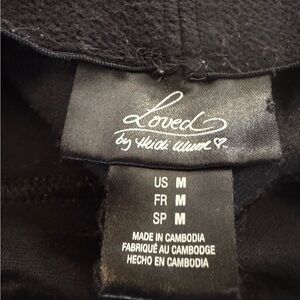 Loved
by Heidi Klum
US M
FR M
SP M
MADE IN CAMBODIA
FABRIQUÉ AU CAMBODGE
HECHO EN CAMBODIA